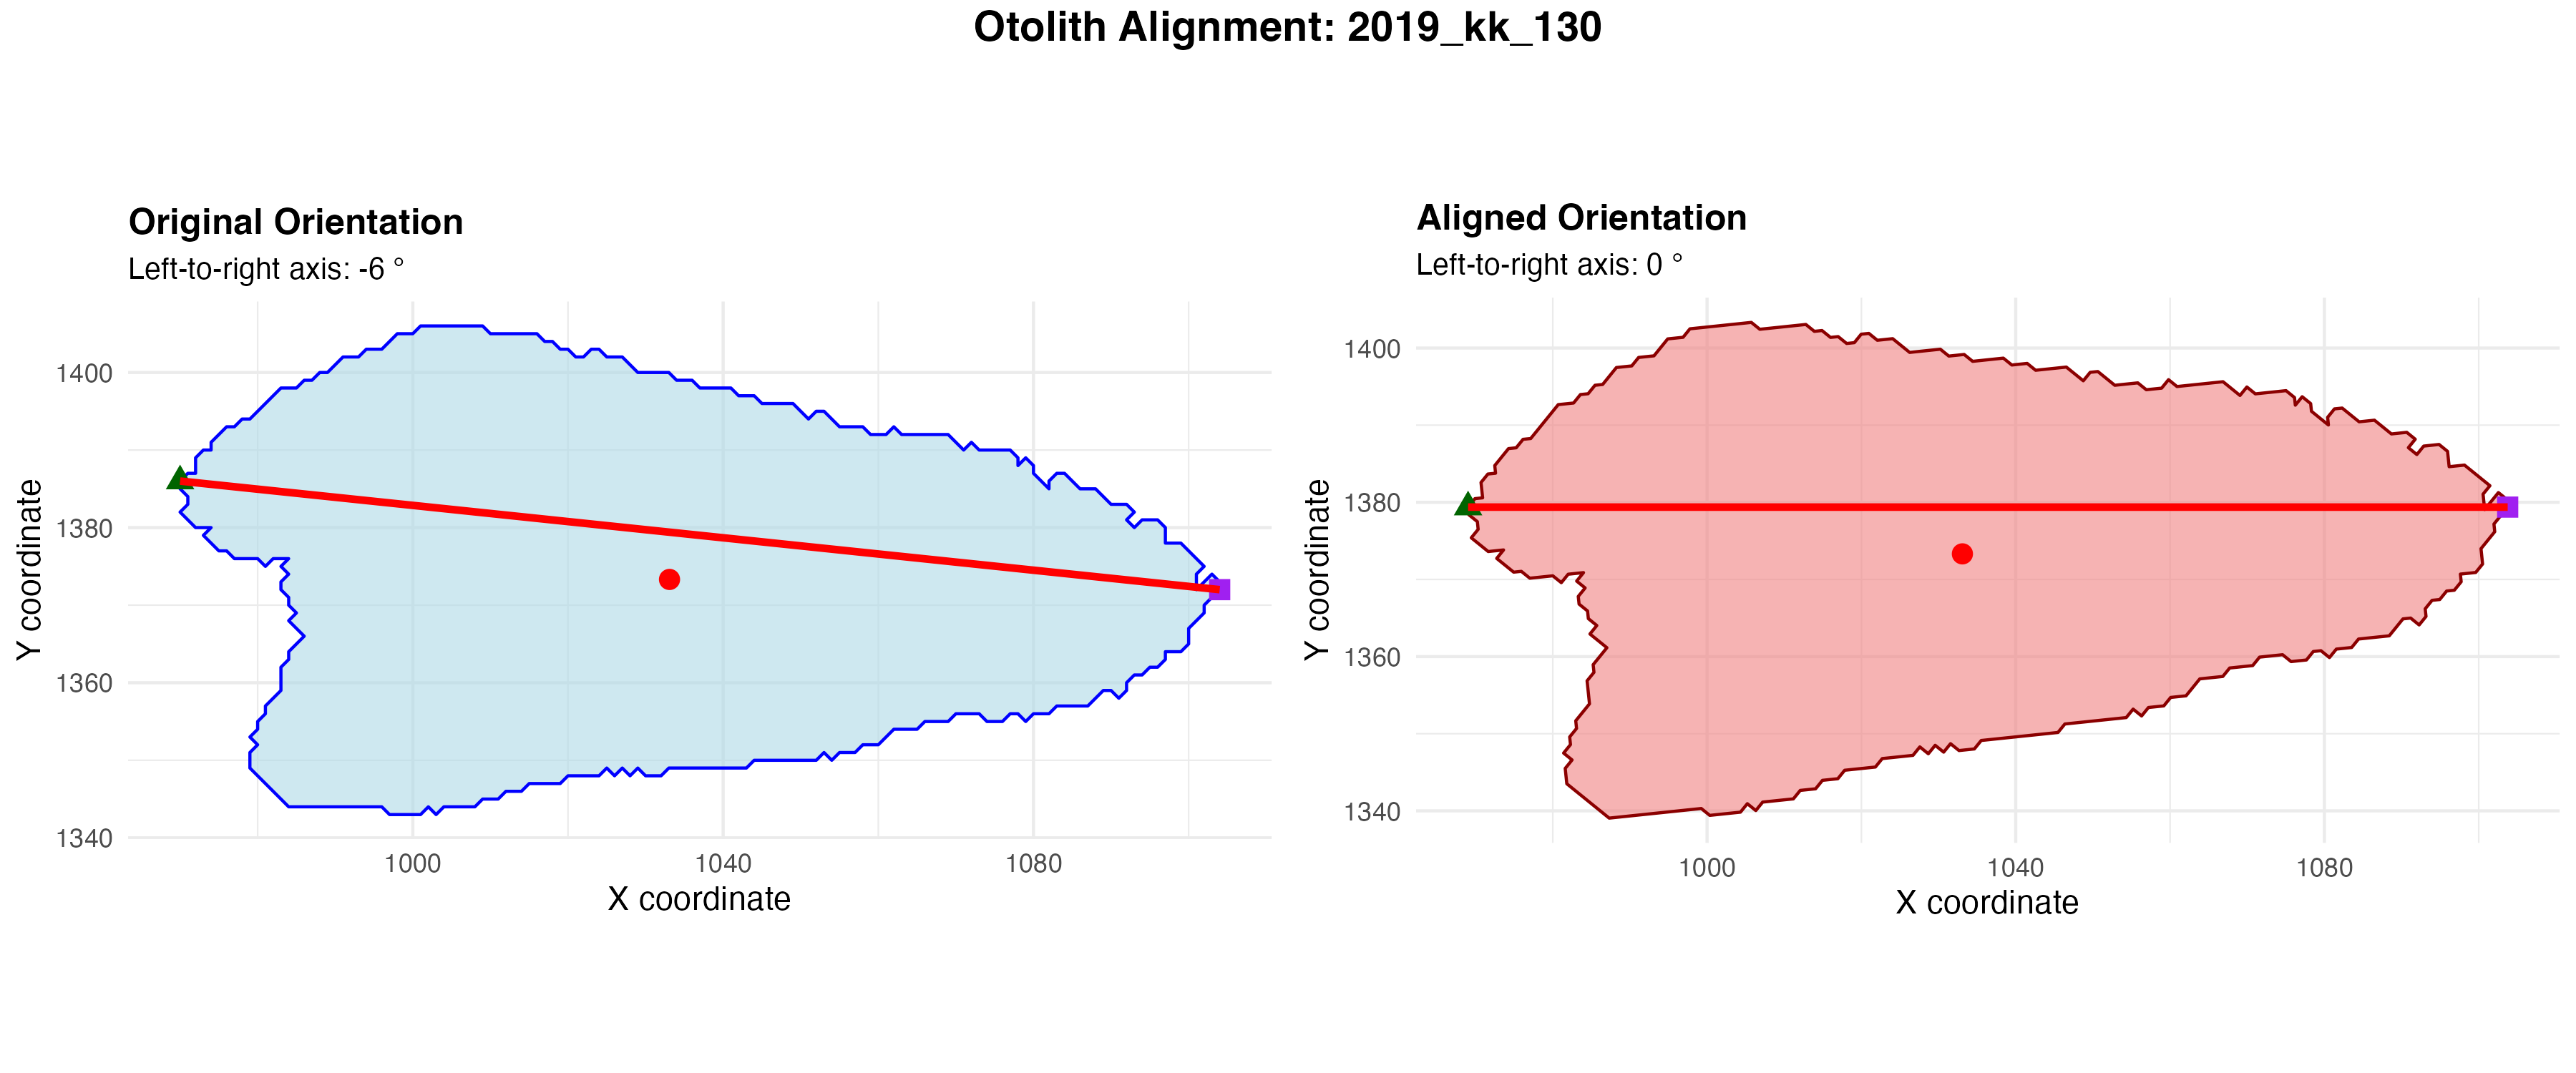 Otolith Alignment: 2019_kk_130
Original Orientation
Left-to-right axis: -6 °
1400
1380
1360
1340
Y coordinate
1000
1040
1080
X coordinate
Aligned Orientation
Left-to-right axis: 0 °
1400
1380
1360
1340
Y coordinate
1000
1040
1080
X coordinate